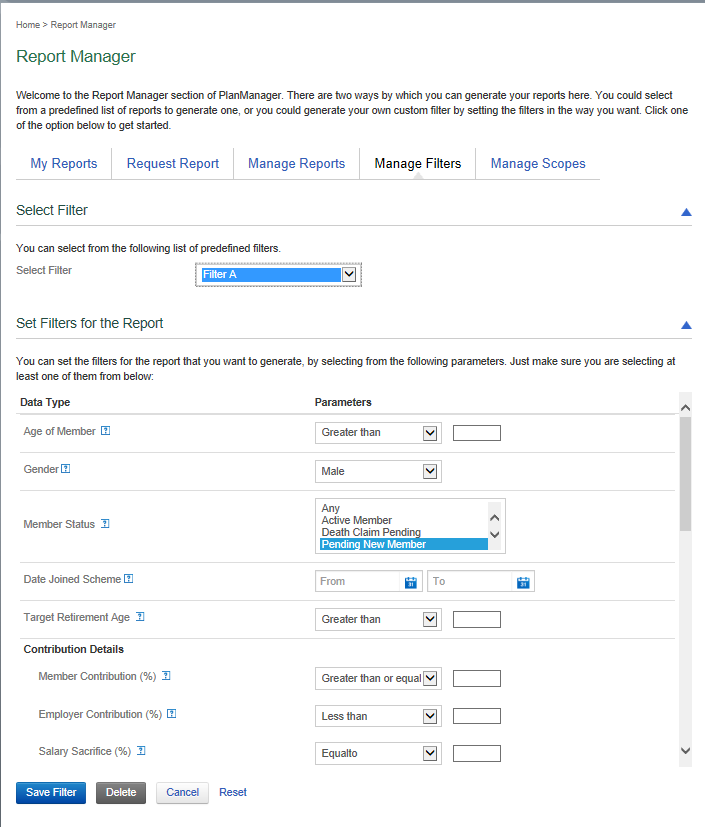 Home > Report Manager
Report Manager
Welcome to the Report Manager section of PlanManager. There are two ways by which you can generate your reports here. You could select
from a predefined list of reports to generate one, or you could generate your own custom filter by setting the filters in the way you want. Click one
of the option below to get started.
My Reports Request Report Manage Reports Manage Filters Manage Scopes
Select Filter
You can select from the following list of predefined filters.
Select Filter Filter A
Set Filters for the Report
You can set the filters for the report that you want to generate, by selecting from the following parameters. Just make sure you are selecting at
least one of them from below:
Data Type Parameters
Age of Member ? Greater than
Gender ? Male
Any
Active Member
Member Status ? Death Claim Pending
Pending New Member
Date Joined Scheme ? From 31 To 31
Target Retirement Age ? Greater than
Contribution Details
Member Contribution (%) ? Greater than or equal
Employer Contribution (%) ? Less than
Salary Sacrifice (%) ? Equalto
Save Filter Delete Cancel Reset